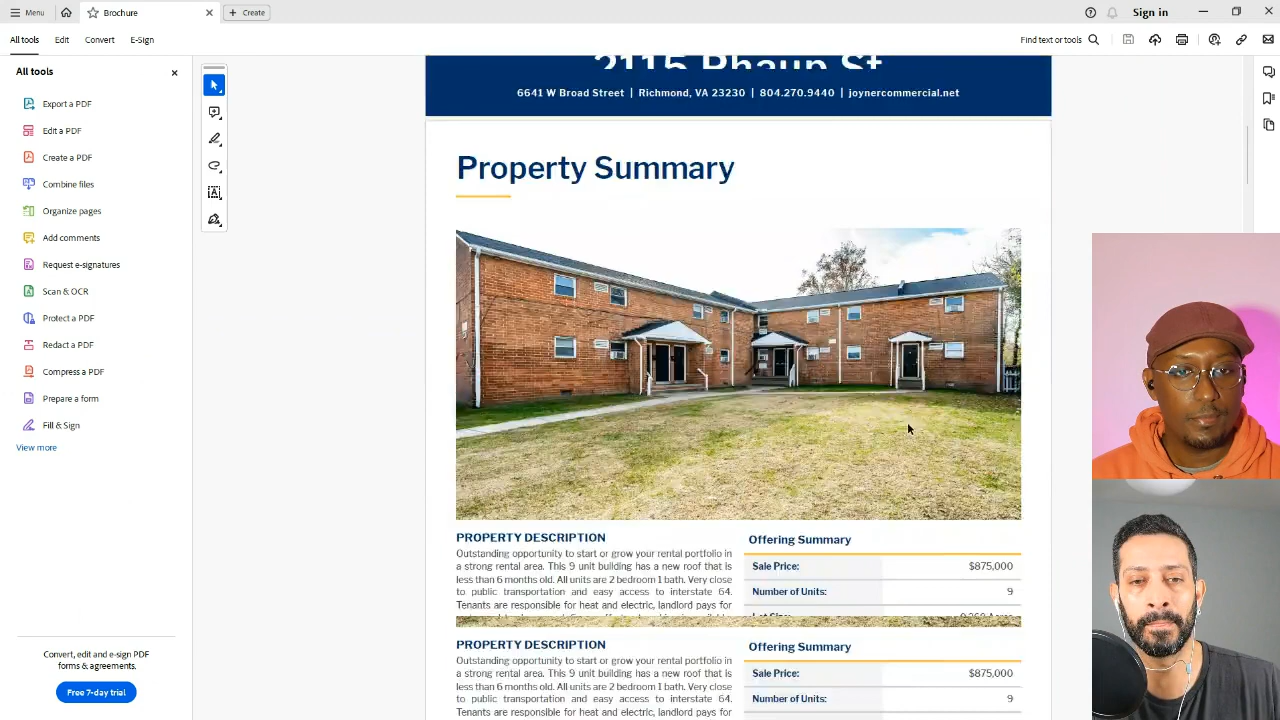 Menu
Brochure
Create
Sign in
All tools
Edit
Convert
E-Sign
Find text or tools
All tools
Export a PDF
Edit a PDF
Create a PDF
Combine files
Organize pages
Add comments
Request e-signatures
Scan & OCR
Protect a PDF
Redact a PDF
Compress a PDF
Prepare a form
Fill & Sign
View more
Convert, edit and e-sign PDF
forms & agreements.
Free 7-day trial
2115 Phaup St
6641 W Broad Street | Richmond, VA 23230 | 804.270.9440 | joynercommercial.net
Property Summary
PROPERTY DESCRIPTION
Outstanding opportunity to start or grow your rental portfolio in
a strong rental area. This 9 unit building has a new roof that is
less than 6 months old. All units are 2 bedroom 1 bath. Very close
to public transportation and easy access to interstate 64.
Tenants are responsible for heat and electric, landlord pays for
Offering Summary
Sale Price: $875,000
Number of Units: 9
PROPERTY DESCRIPTION
Outstanding opportunity to start or grow your rental portfolio in
a strong rental area. This 9 unit building has a new roof that is
less than 6 months old. All units are 2 bedroom 1 bath. Very close
to public transportation and easy access to interstate 64.
Tenants are responsible for heat and electric, landlord pays for
Offering Summary
Sale Price: $875,000
Number of Units: 9